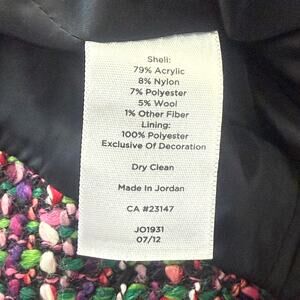 Shell:
79% Acrylic
8% Nylon
7% Polyester
5% Wool
1% Other Fiber
Lining:
100% Polyester
Exclusive Of Decoration
Dry Clean
Made In Jordan
CA #23147
JO1931
07/12